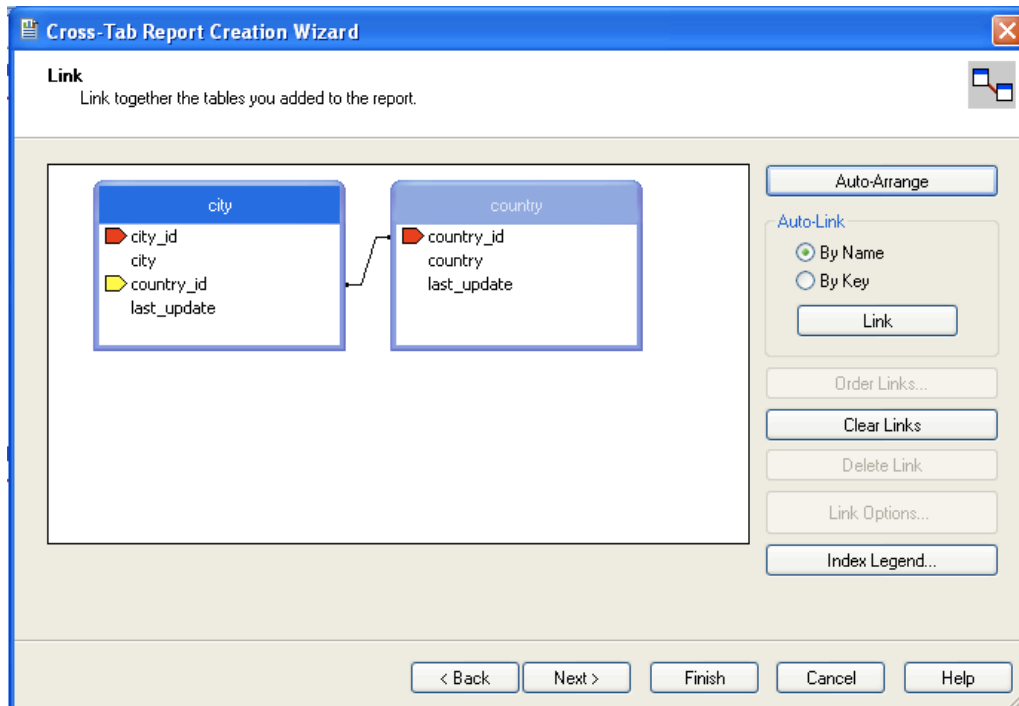 Cross-Tab Report Creation Wizard
Link
Link together the tables you added to the report.
city
city_id
city
country_id
last_update
country
country_id
country
last_update
Auto-Arrange
Auto-Link
By Name
By Key
Link
Order Links...
Clear Links
Delete Link
Link Options...
Index Legend...
< Back
Next >
Finish
Cancel
Help